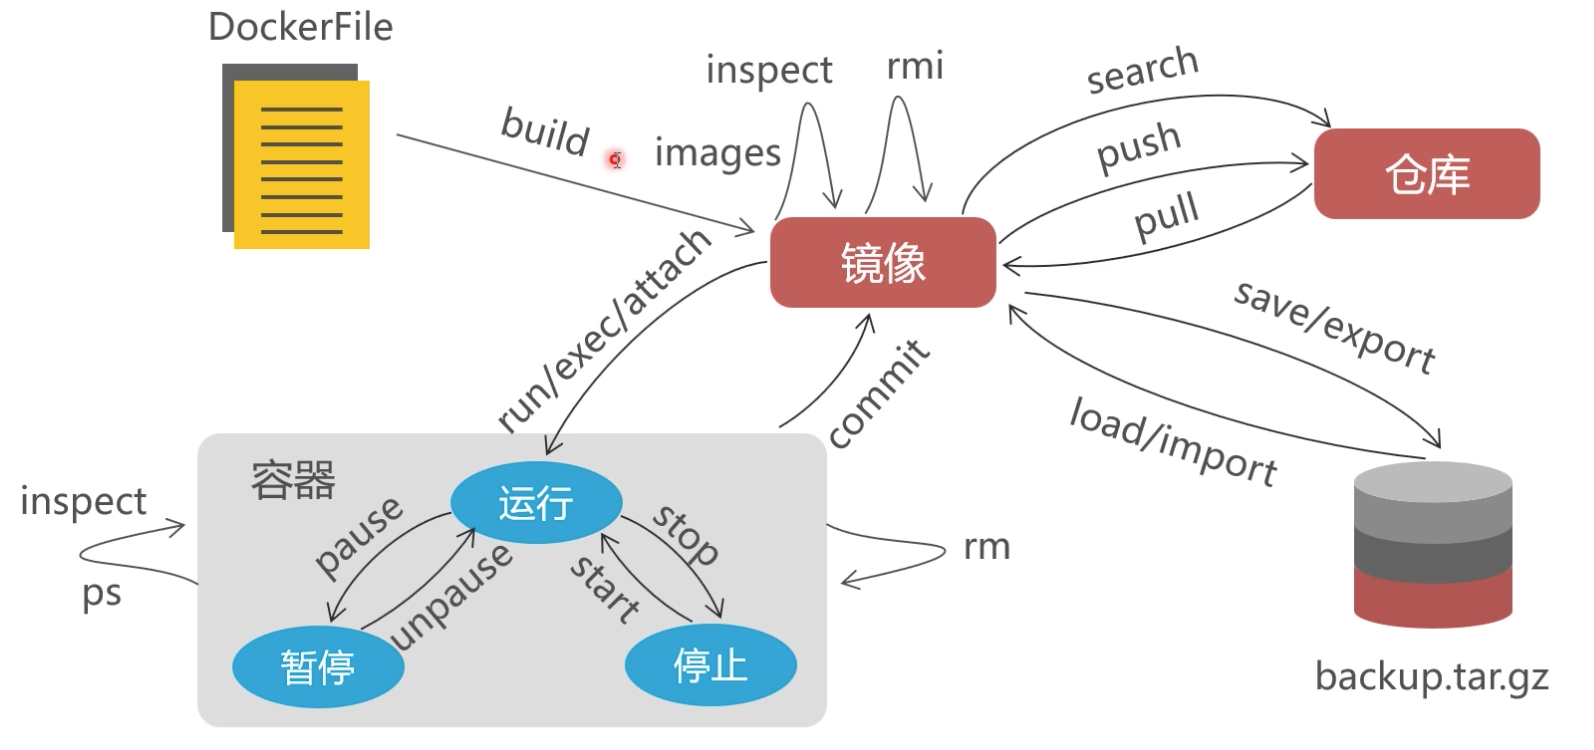 DockerFile
build
images
inspect
rmi
search
push
pull
仓库
镜像
run/exec/attach
commit
save/export
load/import
容器
运行
pause
unpause
stop
start
暂停
停止
inspect
ps
rm
backup.tar.gz